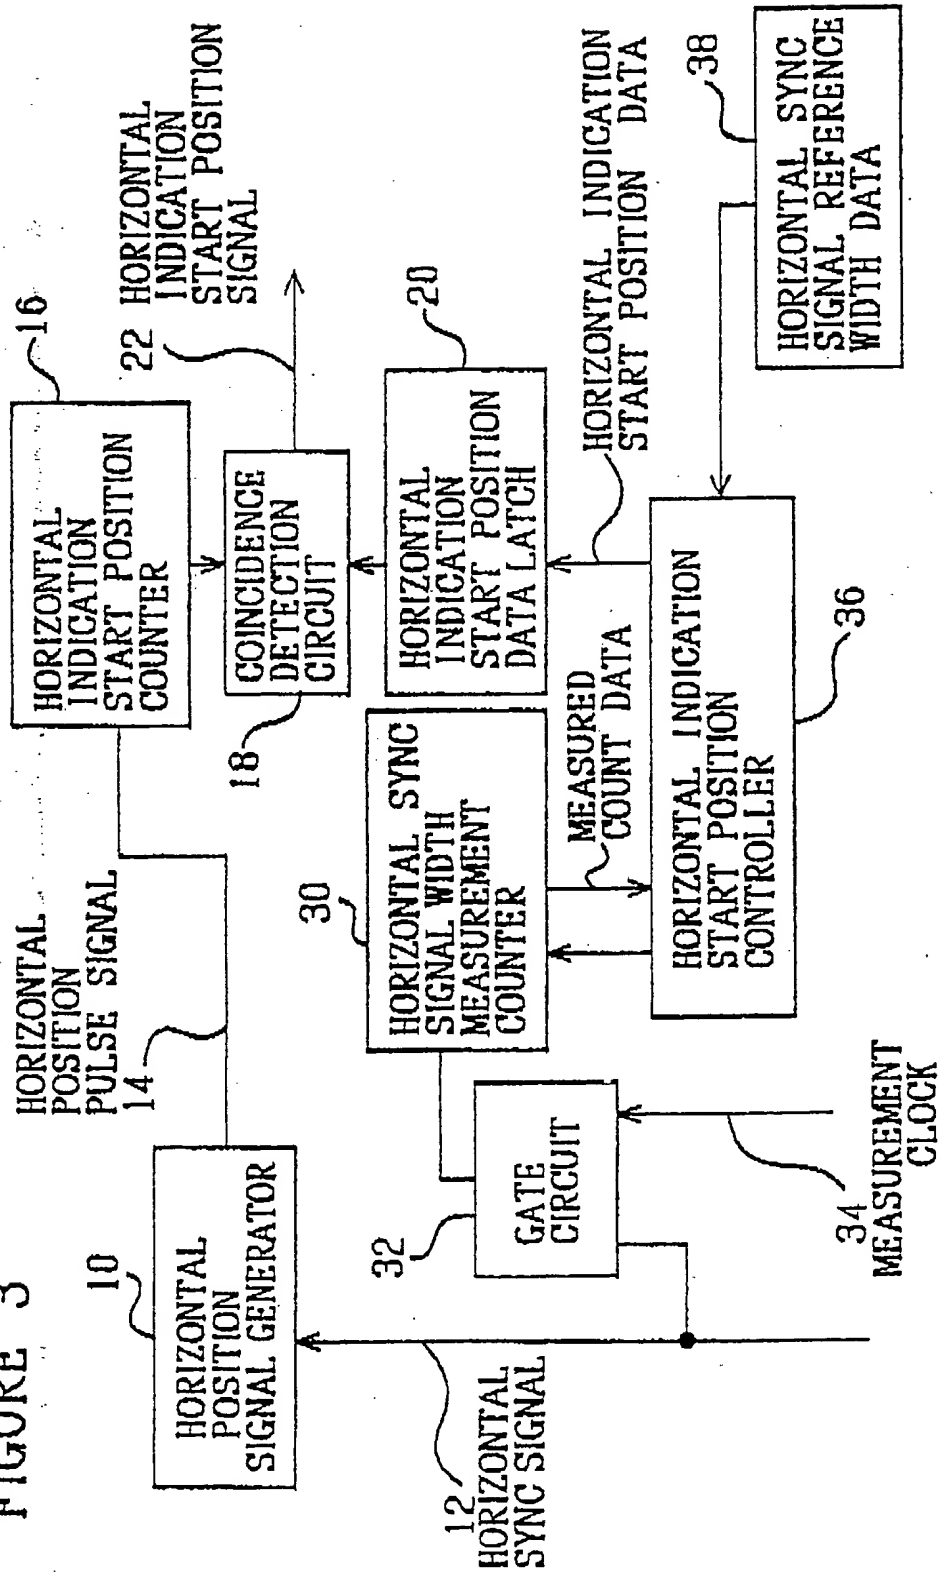 FIGURE 3
HORIZONTAL
POSITION
PULSE SIGNAL
14
16
HORIZONTAL
INDICATION
START POSITION
COUNTER
10
HORIZONTAL
POSITION
SIGNAL GENERATOR
18
COINCIDENCE
DETECTION
CIRCUIT
22
HORIZONTAL
INDICATION
START POSITION
SIGNAL
30
HORIZONTAL SYNC
SIGNAL WIDTH
MEASUREMENT
COUNTER
20
HORIZONTAL
INDICATION
START POSITION
DATA LATCH
32
GATE
CIRCUIT
12
HORIZONTAL
SYNC SIGNAL
MEASURED
COUNT DATA
HORIZONTAL INDICATION
START POSITION DATA
34
MEASUREMENT
CLOCK
HORIZONTAL INDICATION
START POSITION
CONTROLLER
36
38
HORIZONTAL SYNC
SIGNAL REFERENCE
WIDTH DATA